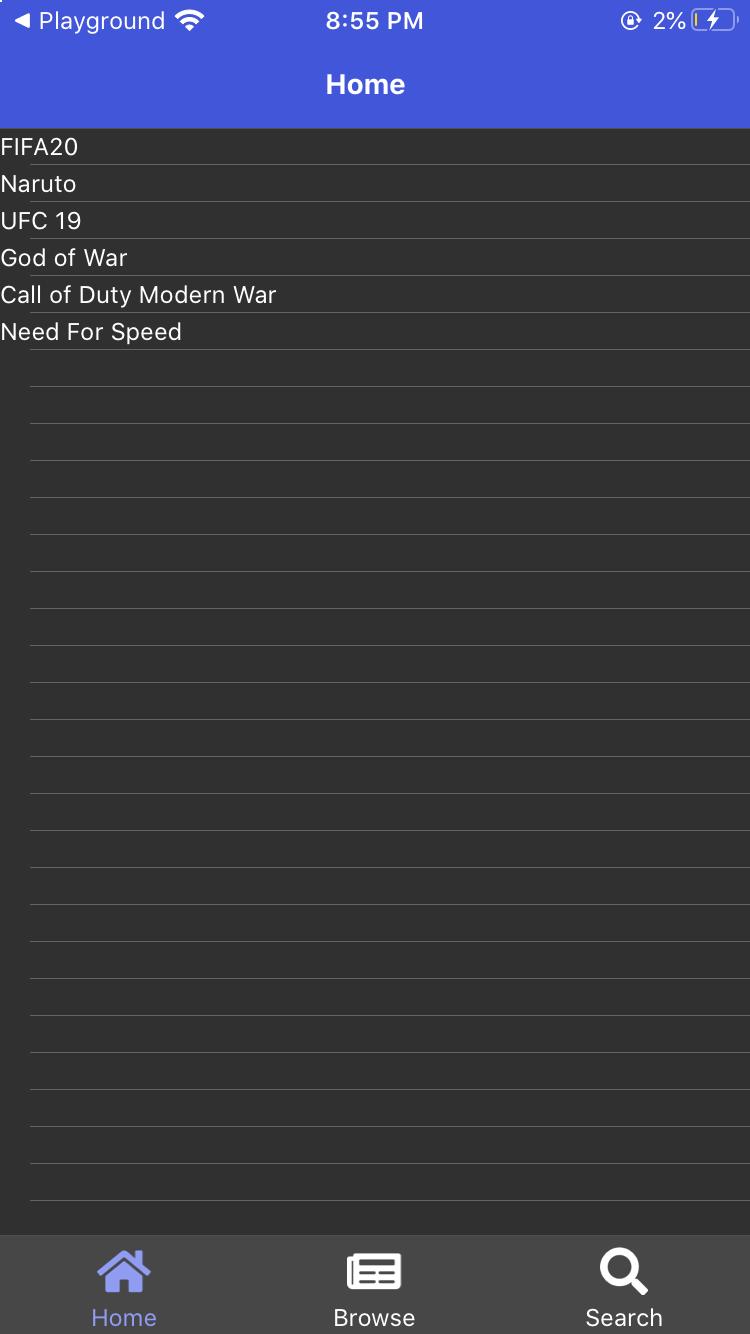 Playground 8:55 PM 2%
Home
FIFA20
Naruto
UFC 19
God of War
Call of Duty Modern War
Need For Speed
Home Browse Search